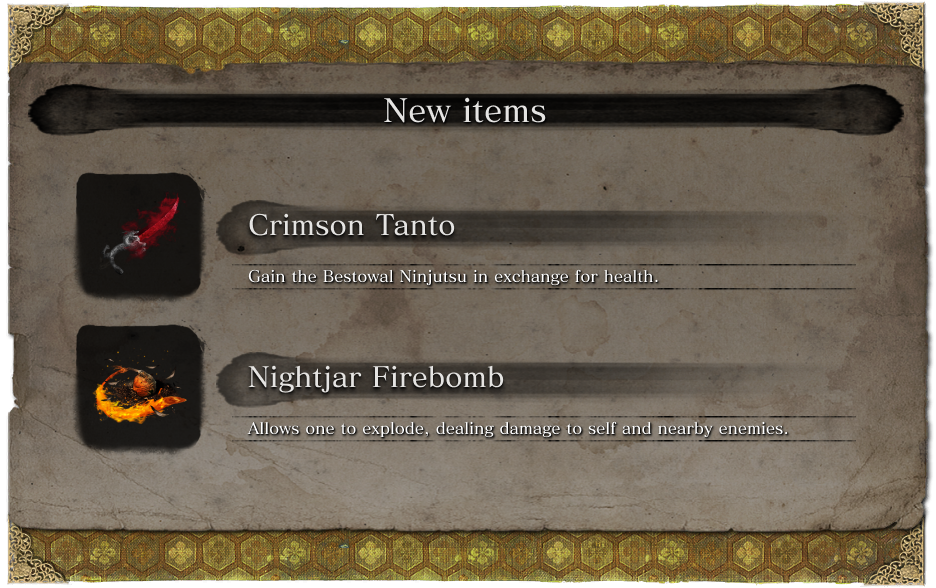 New items
Crimson Tanto
Gain the Bestowal Ninjutsu in exchange for health.
Nightjar Firebomb
Allows one to explode, dealing damage to self and nearby enemies.